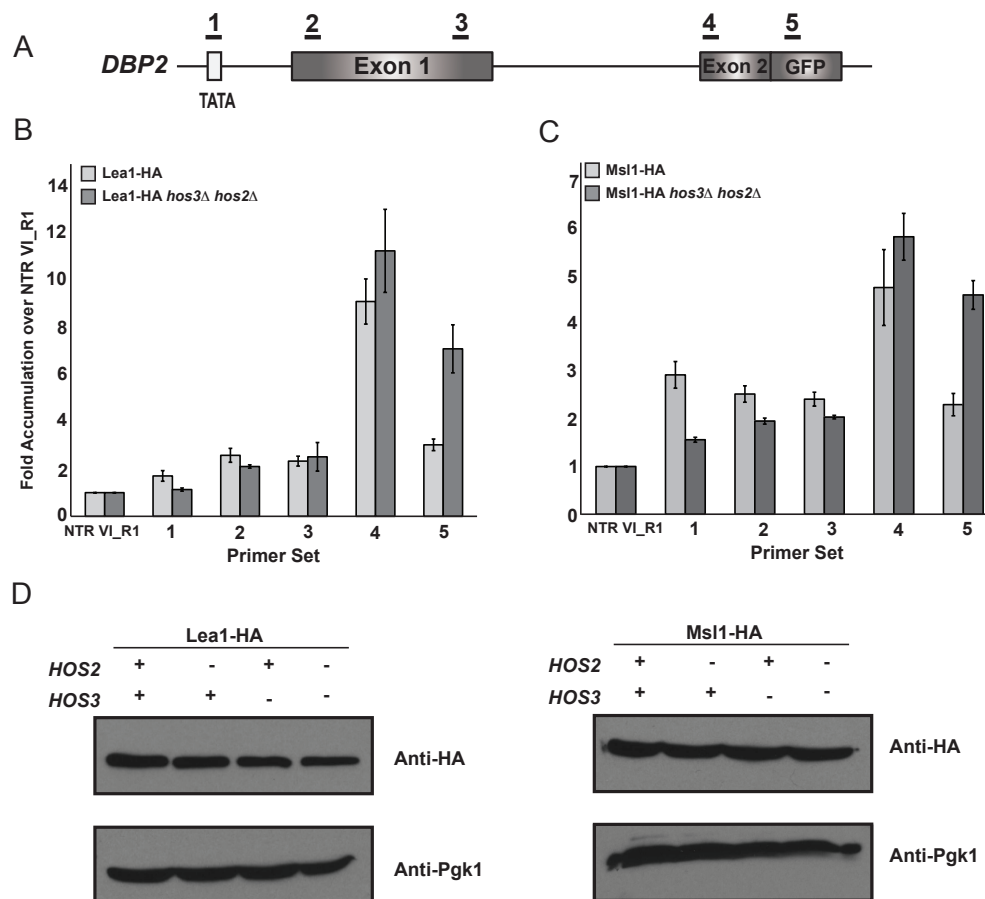 A
1
2
3
4
5
DBP2
Exon 1
Exon 2
GFP
TATA
B
Lea1-HA
Lea1-HA hos3Δ hos2Δ
Fold Accumulation over NTR VI_R1
14
12
10
8
6
4
2
0
NTR VI_R1
1
2
3
4
5
Primer Set
C
Msl1-HA
Msl1-HA hos3Δ hos2Δ
7
6
5
4
3
2
1
0
NTR VI_R1
1
2
3
4
5
Primer Set
D
Lea1-HA
HOS2 + - + -
HOS3 + + - -
Anti-HA
Anti-Pgk1
Msl1-HA
HOS2 + - + -
HOS3 + + - -
Anti-HA
Anti-Pgk1